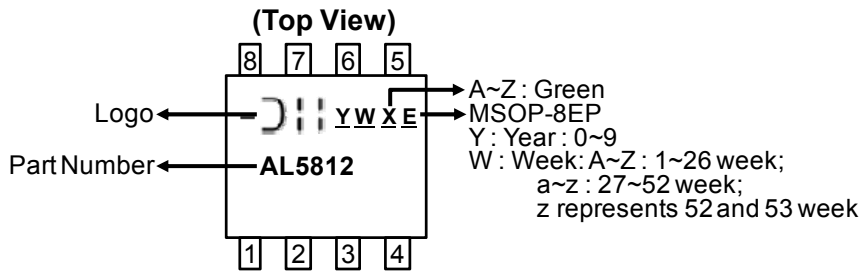 (Top View)
8 7 6 5
Logo
Y W X E
A~Z : Green
MSOP-8EP
Y : Year : 0~9
W : Week: A~Z : 1~26 week;
a~z : 27~52 week;
z represents 52 and 53 week
Part Number
AL5812
1 2 3 4